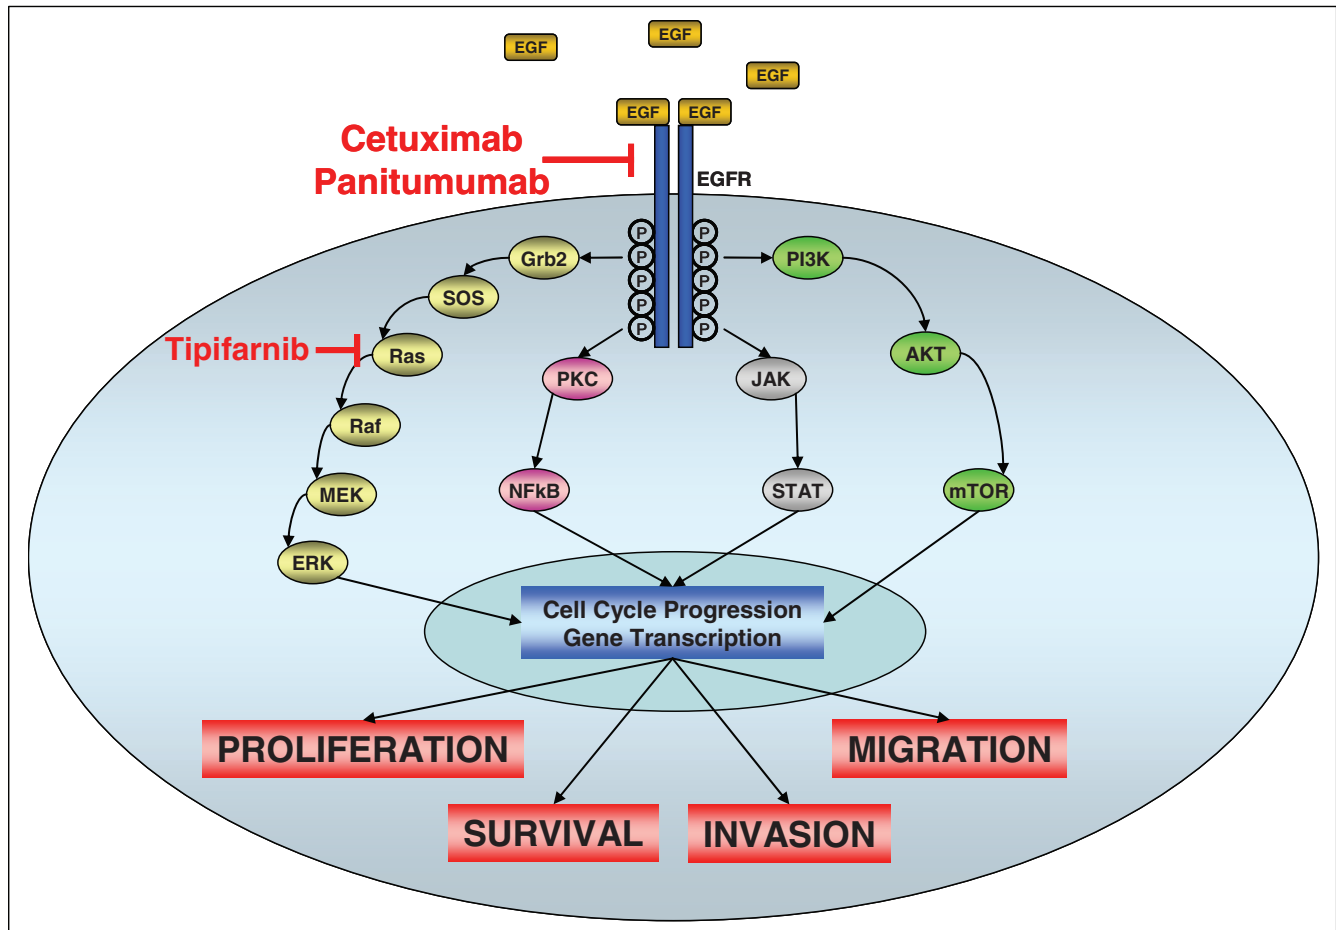 EGF
EGF
EGF
EGF
EGF
Cetuximab
Panitumumab
EGFR
P
P
P
P
P
P
P
P
P
P
Grb2
PI3K
SOS
Tipifarnib
Ras
AKT
PKC
JAK
Raf
MEK
NFkB
STAT
mTOR
ERK
Cell Cycle Progression
Gene Transcription
PROLIFERATION
MIGRATION
SURVIVAL
INVASION